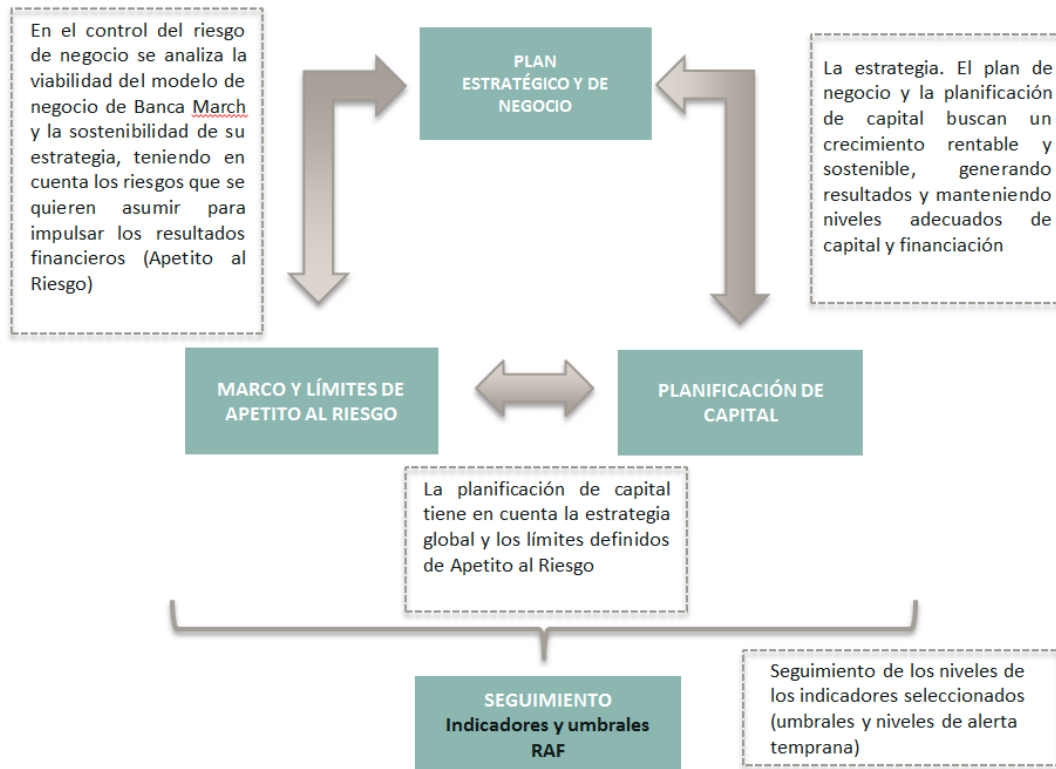 En el control del riesgo
de negocio se analiza la
viabilidad del modelo de
negocio de Banca March
y la sostenibilidad de su
estrategia, teniendo en
cuenta los riesgos que se
quieren asumir para
impulsar los resultados
financieros (Apetito al
Riesgo)
PLAN
ESTRATÉGICO Y DE
NEGOCIO
La estrategia. El plan de
negocio y la planificación
de capital buscan un
crecimiento rentable y
sostenible, generando
resultados y manteniendo
niveles adecuados de
capital y financiación
MARCO Y LÍMITES DE
APETITO AL RIESGO
PLANIFICACIÓN DE
CAPITAL
La planificación de capital
tiene en cuenta la estrategia
global y los límites definidos
de Apetito al Riesgo
SEGUIMIENTO
Indicadores y umbrales
RAF
Seguimiento de los niveles de
los indicadores seleccionados
(umbrales y niveles de alerta
temprana)